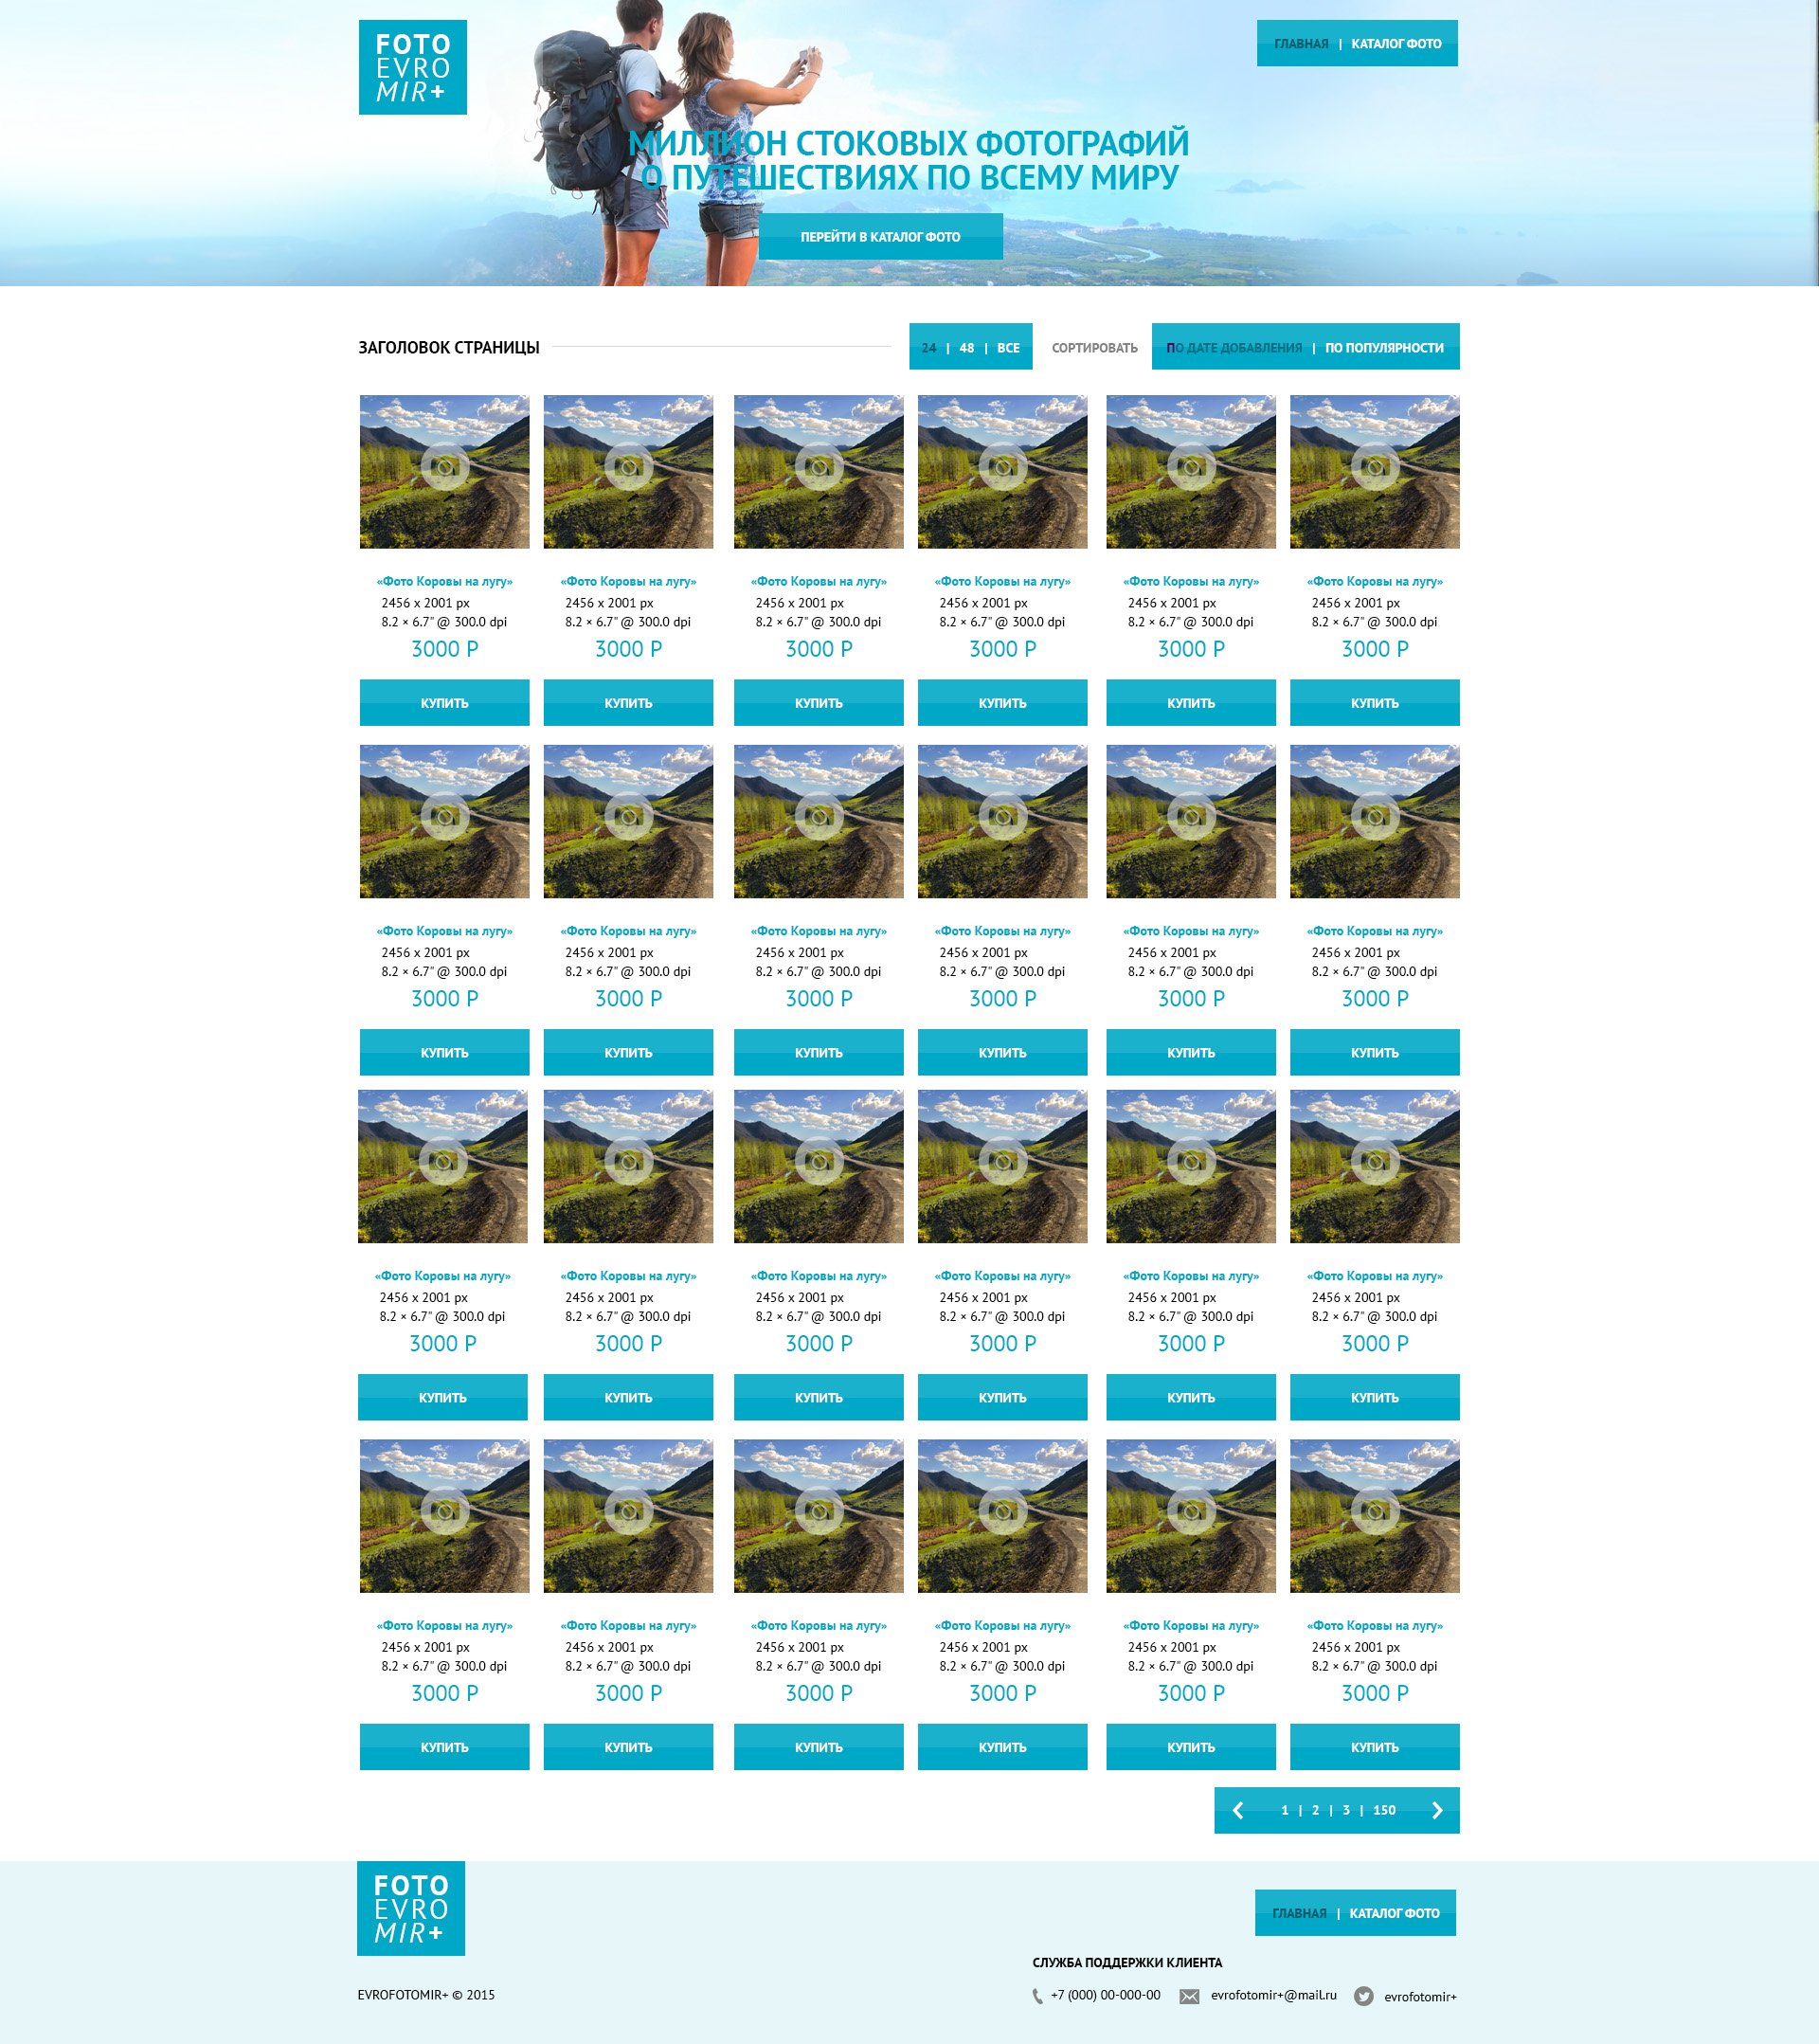 FOTO
EVRO
MIR+
ГЛАВНАЯ | КАТАЛОГ ФОТО
МИЛЛИОН СТОКОВЫХ ФОТОГРАФИЙ
О ПУТЕШЕСТВИЯХ ПО ВСЕМУ МИРУ
ПЕРЕЙТИ В КАТАЛОГ ФОТО
ЗАГОЛОВОК СТРАНИЦЫ 24 | 48 | ВСЕ СОРТИРОВАТЬ ПО ДАТЕ ДОБАВЛЕНИЯ | ПО ПОПУЛЯРНОСТИ
«Фото Коровы на лугу» «Фото Коровы на лугу» «Фото Коровы на лугу» «Фото Коровы на лугу» «Фото Коровы на лугу» «Фото Коровы на лугу»
2456 x 2001 px 2456 x 2001 px 2456 x 2001 px 2456 x 2001 px 2456 x 2001 px 2456 x 2001 px
8.2 × 6.7" @ 300.0 dpi 8.2 × 6.7" @ 300.0 dpi 8.2 × 6.7" @ 300.0 dpi 8.2 × 6.7" @ 300.0 dpi 8.2 × 6.7" @ 300.0 dpi 8.2 × 6.7" @ 300.0 dpi
3000 Р 3000 Р 3000 Р 3000 Р 3000 Р 3000 Р
КУПИТЬ КУПИТЬ КУПИТЬ КУПИТЬ КУПИТЬ КУПИТЬ
«Фото Коровы на лугу» «Фото Коровы на лугу» «Фото Коровы на лугу» «Фото Коровы на лугу» «Фото Коровы на лугу» «Фото Коровы на лугу»
2456 x 2001 px 2456 x 2001 px 2456 x 2001 px 2456 x 2001 px 2456 x 2001 px 2456 x 2001 px
8.2 × 6.7" @ 300.0 dpi 8.2 × 6.7" @ 300.0 dpi 8.2 × 6.7" @ 300.0 dpi 8.2 × 6.7" @ 300.0 dpi 8.2 × 6.7" @ 300.0 dpi 8.2 × 6.7" @ 300.0 dpi
3000 Р 3000 Р 3000 Р 3000 Р 3000 Р 3000 Р
КУПИТЬ КУПИТЬ КУПИТЬ КУПИТЬ КУПИТЬ КУПИТЬ
«Фото Коровы на лугу» «Фото Коровы на лугу» «Фото Коровы на лугу» «Фото Коровы на лугу» «Фото Коровы на лугу» «Фото Коровы на лугу»
2456 x 2001 px 2456 x 2001 px 2456 x 2001 px 2456 x 2001 px 2456 x 2001 px 2456 x 2001 px
8.2 × 6.7" @ 300.0 dpi 8.2 × 6.7" @ 300.0 dpi 8.2 × 6.7" @ 300.0 dpi 8.2 × 6.7" @ 300.0 dpi 8.2 × 6.7" @ 300.0 dpi 8.2 × 6.7" @ 300.0 dpi
3000 Р 3000 Р 3000 Р 3000 Р 3000 Р 3000 Р
КУПИТЬ КУПИТЬ КУПИТЬ КУПИТЬ КУПИТЬ КУПИТЬ
«Фото Коровы на лугу» «Фото Коровы на лугу» «Фото Коровы на лугу» «Фото Коровы на лугу» «Фото Коровы на лугу» «Фото Коровы на лугу»
2456 x 2001 px 2456 x 2001 px 2456 x 2001 px 2456 x 2001 px 2456 x 2001 px 2456 x 2001 px
8.2 × 6.7" @ 300.0 dpi 8.2 × 6.7" @ 300.0 dpi 8.2 × 6.7" @ 300.0 dpi 8.2 × 6.7" @ 300.0 dpi 8.2 × 6.7" @ 300.0 dpi 8.2 × 6.7" @ 300.0 dpi
3000 Р 3000 Р 3000 Р 3000 Р 3000 Р 3000 Р
КУПИТЬ КУПИТЬ КУПИТЬ КУПИТЬ КУПИТЬ КУПИТЬ
1 | 2 | 3 | 150
FOTO
EVRO
MIR+
ГЛАВНАЯ | КАТАЛОГ ФОТО
СЛУЖБА ПОДДЕРЖКИ КЛИЕНТА
EVROFOTOMIR+ © 2015 +7 (000) 00-000-00 evrofotomir+@mail.ru evrofotomir+